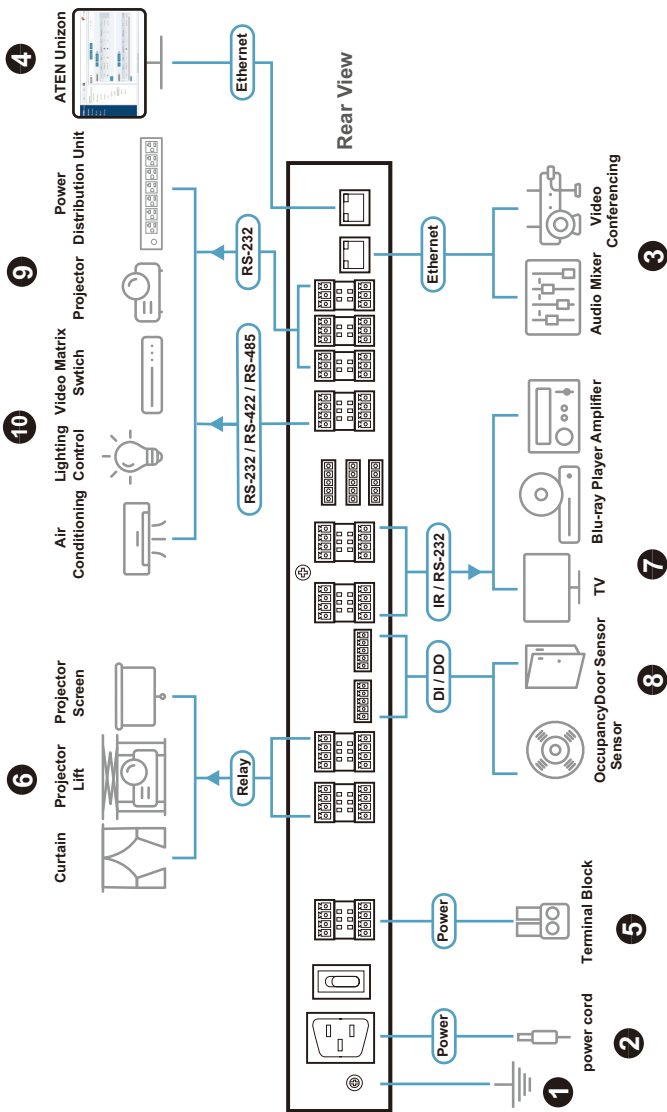 6
10
9
4
Curtain
Projector
Lift
Projector
Screen
Air
Conditioning
Lighting
Control
Video Matrix
Swtich
Projector
Power
Distribution Unit
ATEN Unizon
Relay
RS-232 / RS-422 / RS-485
RS-232
Ethernet
Rear View
Power
Power
DI / DO
IR / RS-232
Ethernet
power cord
Terminal Block
Occupancy
Sensor
Door Sensor
TV
Blu-ray Player
Amplifier
Audio Mixer
Video
Conferencing
1
2
5
8
7
3